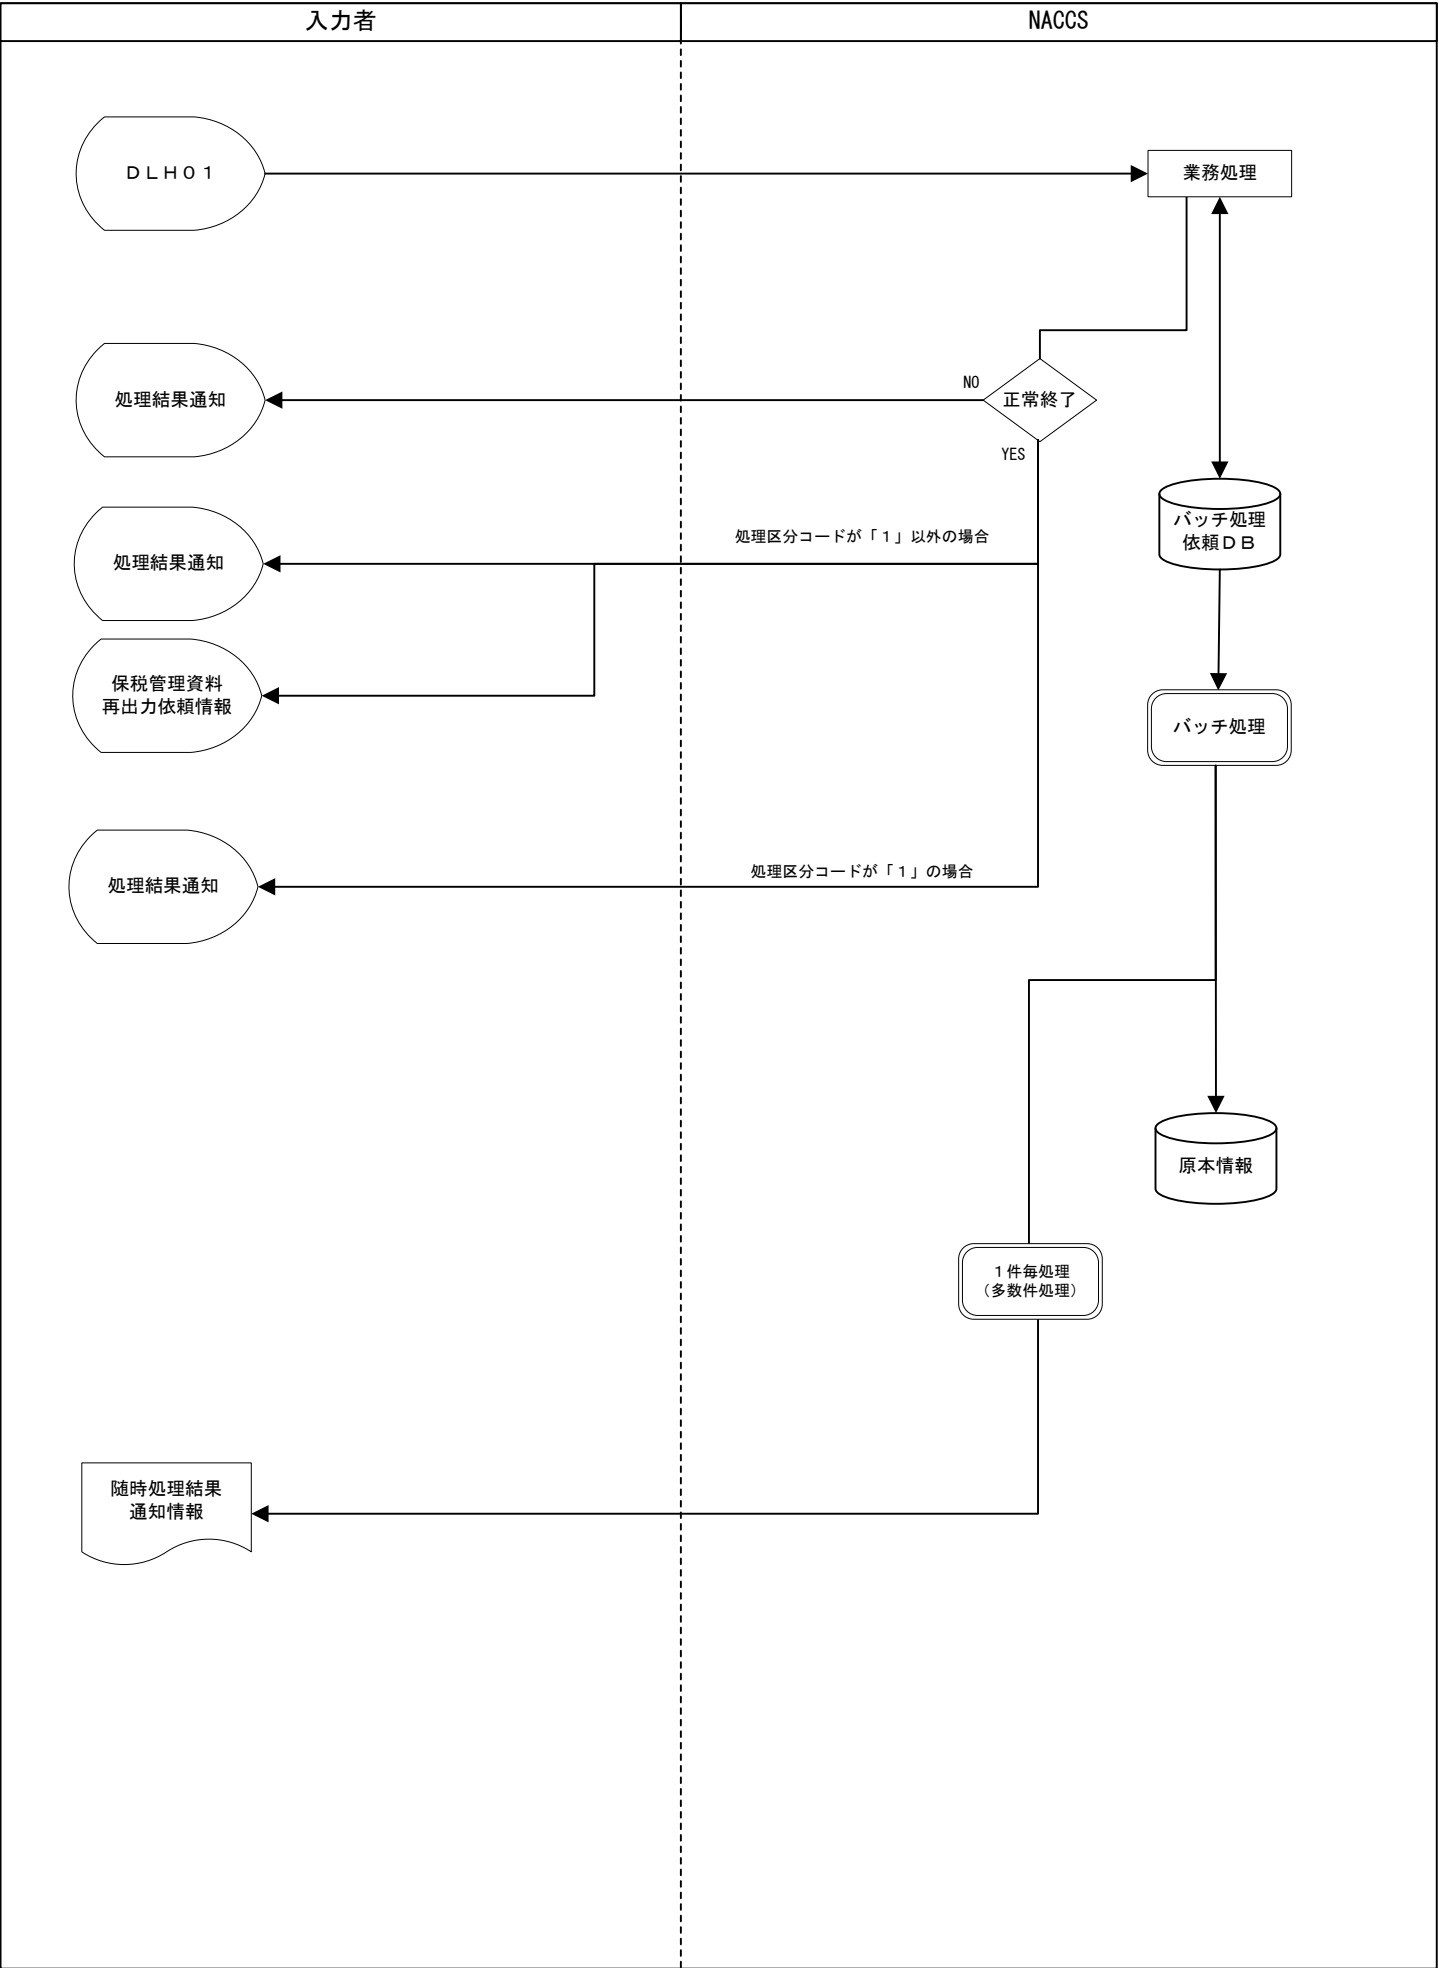 入力者
NACCS
ＤＬＨ０１
業務処理
処理結果通知
NO
正常終了
YES
処理区分コードが「１」以外の場合
処理結果通知
バッチ処理
依頼ＤＢ
保税管理資料
再出力依頼情報
バッチ処理
処理区分コードが「１」の場合
処理結果通知
原本情報
１件毎処理
（多数件処理）
随時処理結果
通知情報